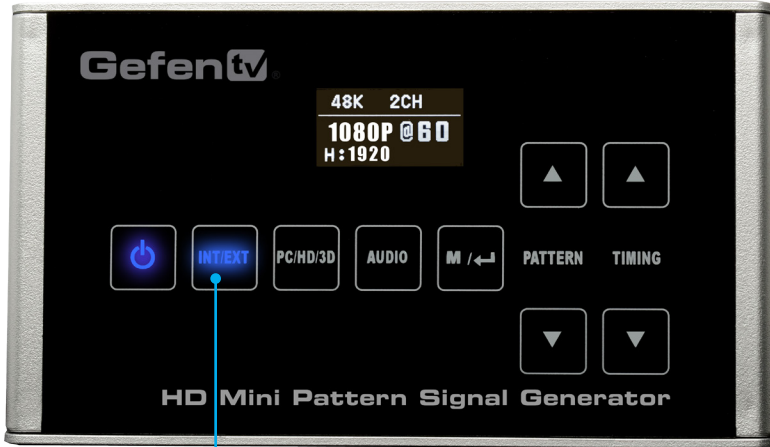 Gefen tv®
48K 2CH
1080P @60
H:1920
INT/EXT
PC/HD/3D
AUDIO
M /↵
PATTERN
TIMING
HD Mini Pattern Signal Generator